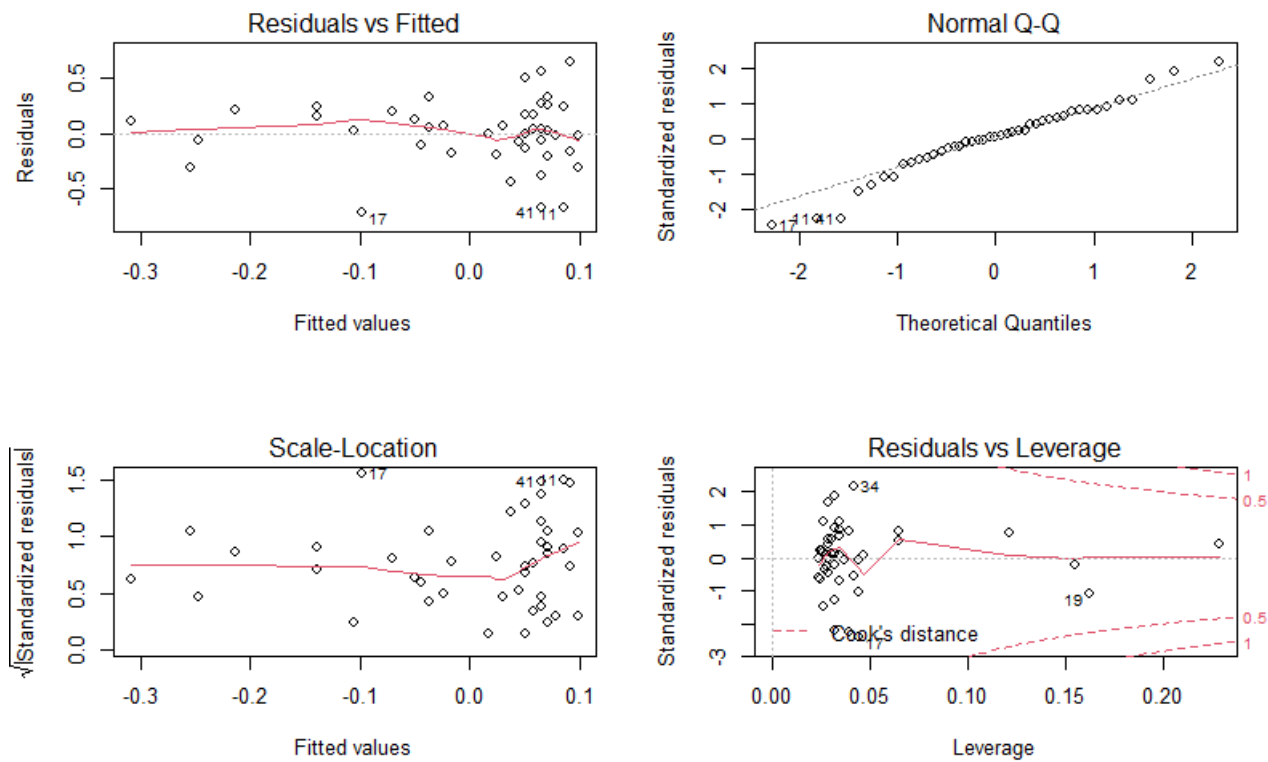 Residuals vs Fitted
Residuals
0.5
0.0
-0.5
17
41
11
-0.3 -0.2 -0.1 0.0 0.1
Fitted values
Normal Q-Q
Standardized residuals
2
1
0
-1
-2
17
11
41
-2 -1 0 1 2
Theoretical Quantiles
Scale-Location
√|Standardized residuals|
1.5
1.0
0.5
0.0
17
41
11
-0.3 -0.2 -0.1 0.0 0.1
Fitted values
Residuals vs Leverage
Standardized residuals
2
1
0
-1
-3
34
19
17
Cook's distance
1
0.5
0.5
1
0.00 0.05 0.10 0.15 0.20
Leverage